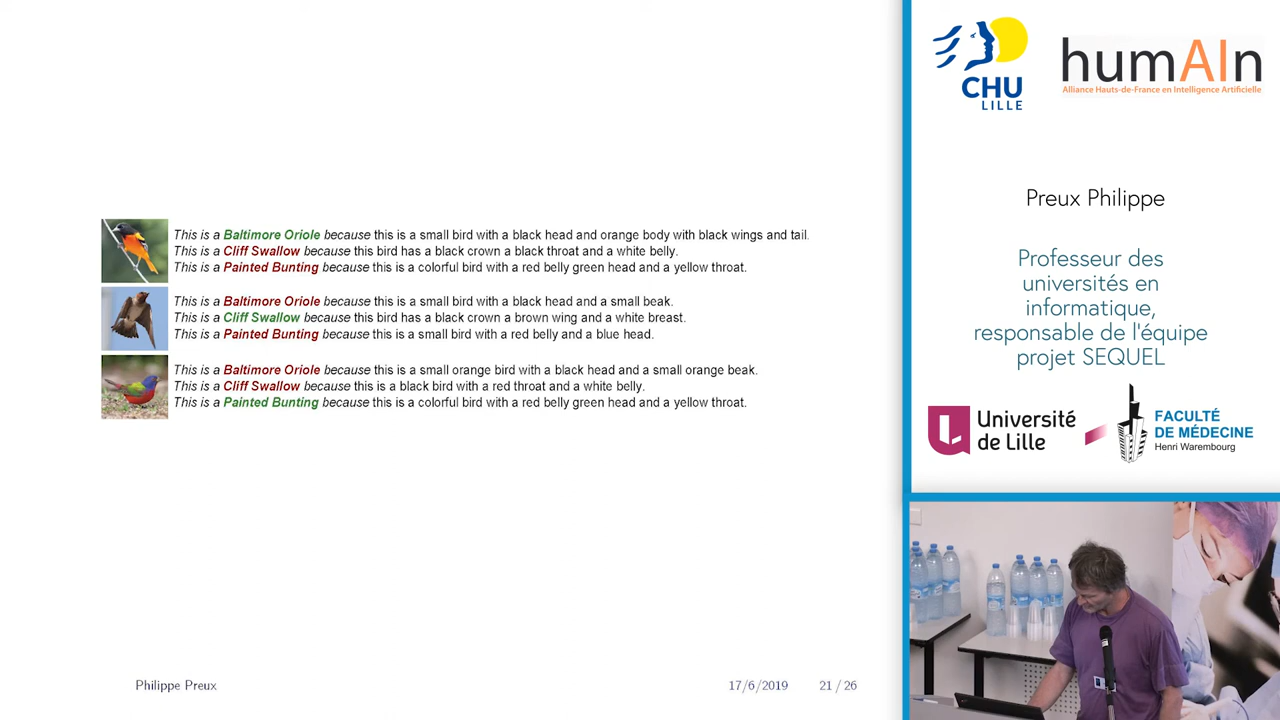 This is a Baltimore Oriole because this is a small bird with a black head and orange body with black wings and tail.
This is a Cliff Swallow because this bird has a black crown a black throat and a white belly.
This is a Painted Bunting because this is a colorful bird with a red belly green head and a yellow throat.
This is a Baltimore Oriole because this is a small bird with a black head and a small beak.
This is a Cliff Swallow because this bird has a black crown a brown wing and a white breast.
This is a Painted Bunting because this is a small bird with a red belly and a blue head.
This is a Baltimore Oriole because this is a small orange bird with a black head and a small orange beak.
This is a Cliff Swallow because this is a black bird with a red throat and a white belly.
This is a Painted Bunting because this is a colorful bird with a red belly green head and a yellow throat.
Philippe Preux
17/6/2019
21 / 26
CHU
LILLE
humAIn
Alliance Hauts-de-France en Intelligence Artificielle
Preux Philippe
Professeur des
universités en
informatique,
responsable de l'équipe
projet SEQUEL
Université
de Lille
FACULTÉ
DE MÉDECINE
Henri Warembourg